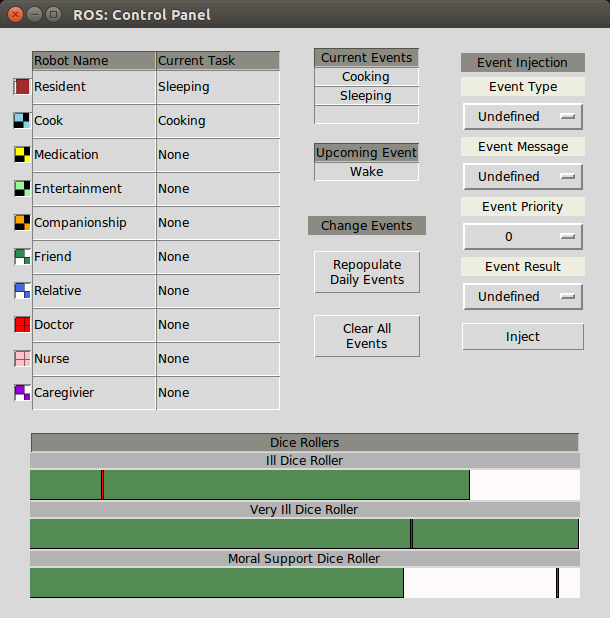 ROS: Control Panel
Robot Name Current Task
Resident Sleeping
Cook Cooking
Medication None
Entertainment None
Companionship None
Friend None
Relative None
Doctor None
Nurse None
Caregivier None
Current Events
Cooking
Sleeping
Upcoming Event
Wake
Change Events
Repopulate
Daily Events
Clear All
Events
Event Injection
Event Type
Undefined
Event Message
Undefined
Event Priority
0
Event Result
Undefined
Inject
Dice Rollers
Ill Dice Roller
Very Ill Dice Roller
Moral Support Dice Roller